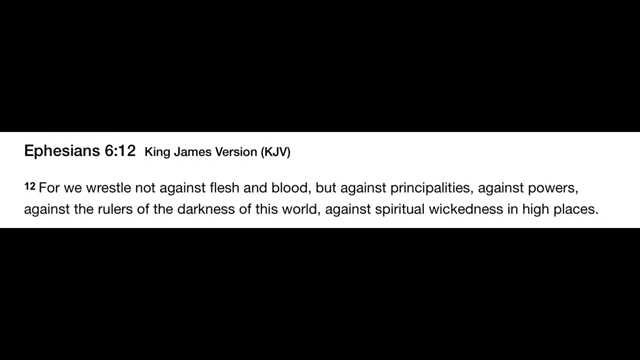 Ephesians 6:12 King James Version (KJV)
12 For we wrestle not against flesh and blood, but against principalities, against powers,
against the rulers of the darkness of this world, against spiritual wickedness in high places.